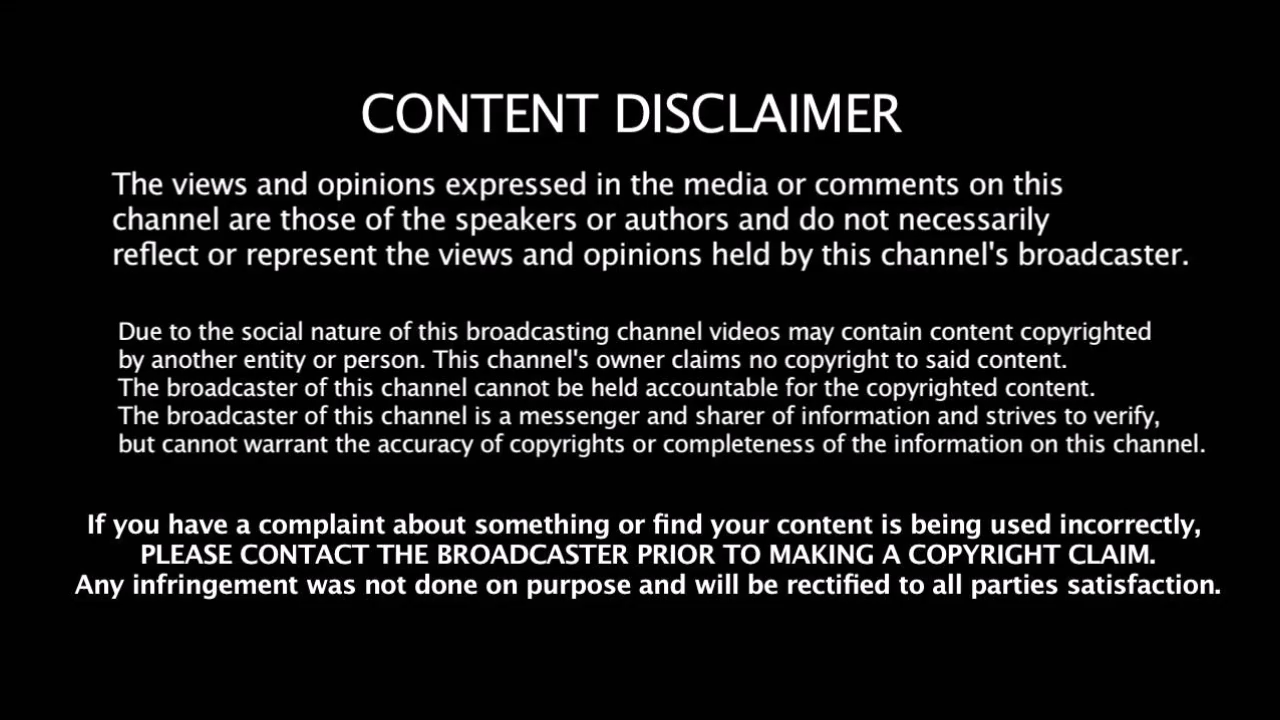 CONTENT DISCLAIMER
The views and opinions expressed in the media or comments on this
channel are those of the speakers or authors and do not necessarily
reflect or represent the views and opinions held by this channel's broadcaster.
Due to the social nature of this broadcasting channel videos may contain content copyrighted
by another entity or person. This channel's owner claims no copyright to said content.
The broadcaster of this channel cannot be held accountable for the copyrighted content.
The broadcaster of this channel is a messenger and sharer of information and strives to verify,
but cannot warrant the accuracy of copyrights or completeness of the information on this channel.
If you have a complaint about something or find your content is being used incorrectly,
PLEASE CONTACT THE BROADCASTER PRIOR TO MAKING A COPYRIGHT CLAIM.
Any infringement was not done on purpose and will be rectified to all parties satisfaction.